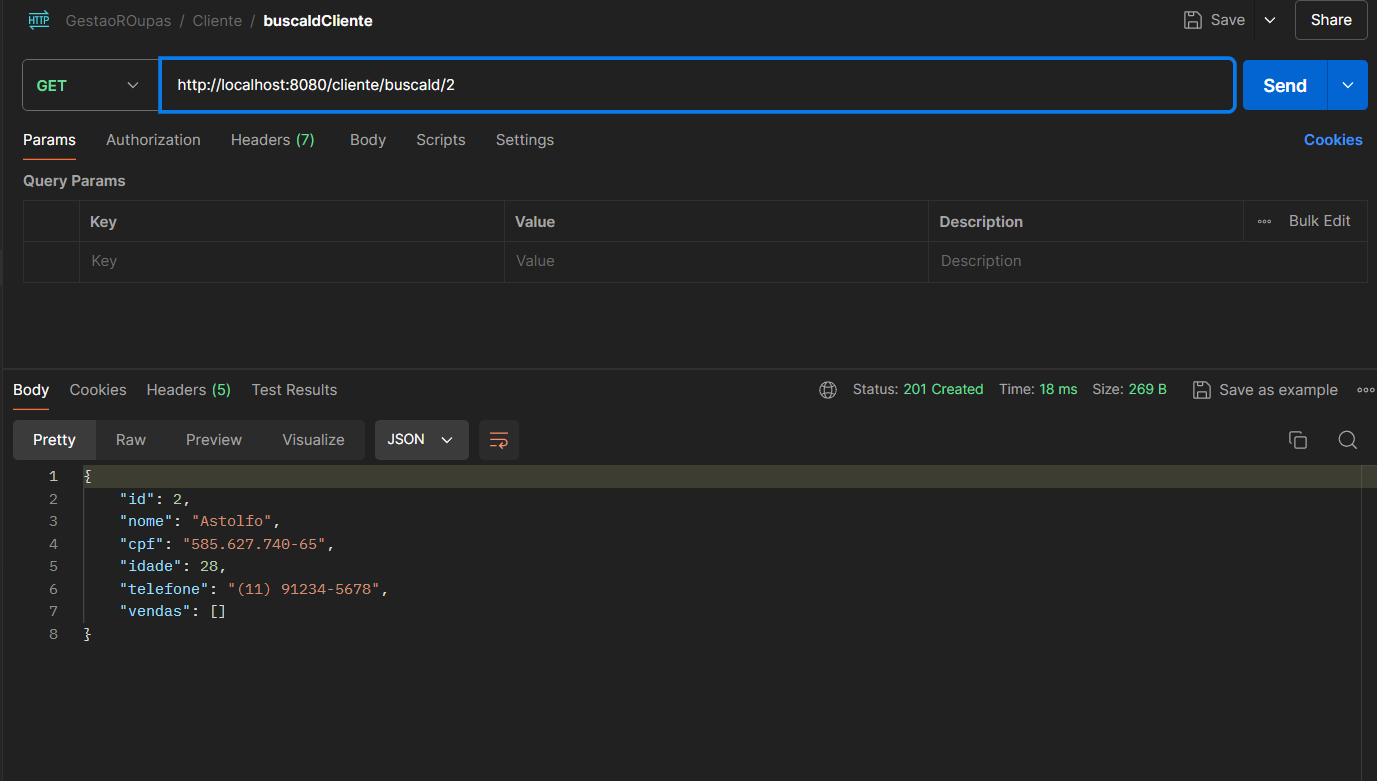 HTTP GestaoROupas / Cliente / buscaIdCliente Save Share
GET http://localhost:8080/cliente/buscaId/2 Send
Params Authorization Headers (7) Body Scripts Settings Cookies
Query Params
Key Value Description Bulk Edit
Key Value Description
Body Cookies Headers (5) Test Results Status: 201 Created Time: 18 ms Size: 269 B Save as example
Pretty Raw Preview Visualize JSON
1 {
2 "id": 2,
3 "nome": "Astolfo",
4 "cpf": "585.627.740-65",
5 "idade": 28,
6 "telefone": "(11) 91234-5678",
7 "vendas": []
8 }